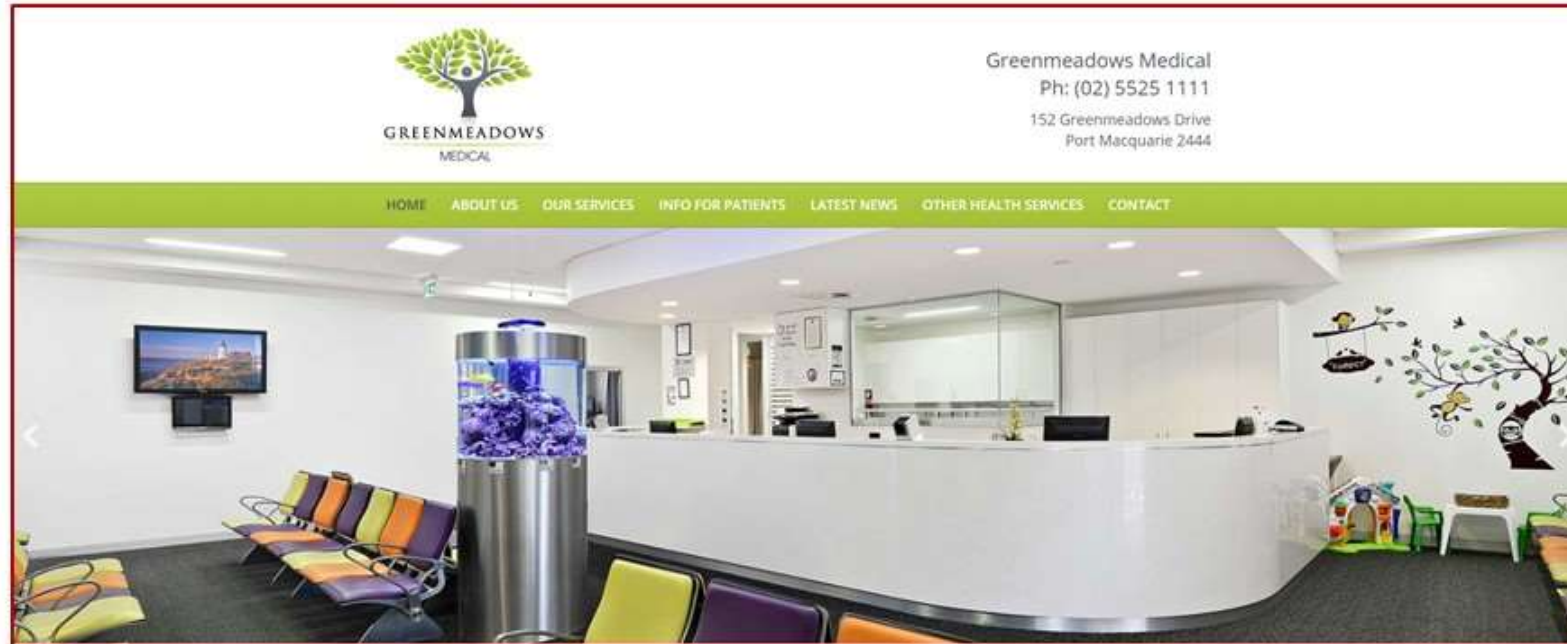 GREENMEADOWS
MEDICAL
Greenmeadows Medical
Ph: (02) 5525 1111
152 Greenmeadows Drive
Port Macquarie 2444
HOME ABOUT US OUR SERVICES INFO FOR PATIENTS LATEST NEWS OTHER HEALTH SERVICES CONTACT